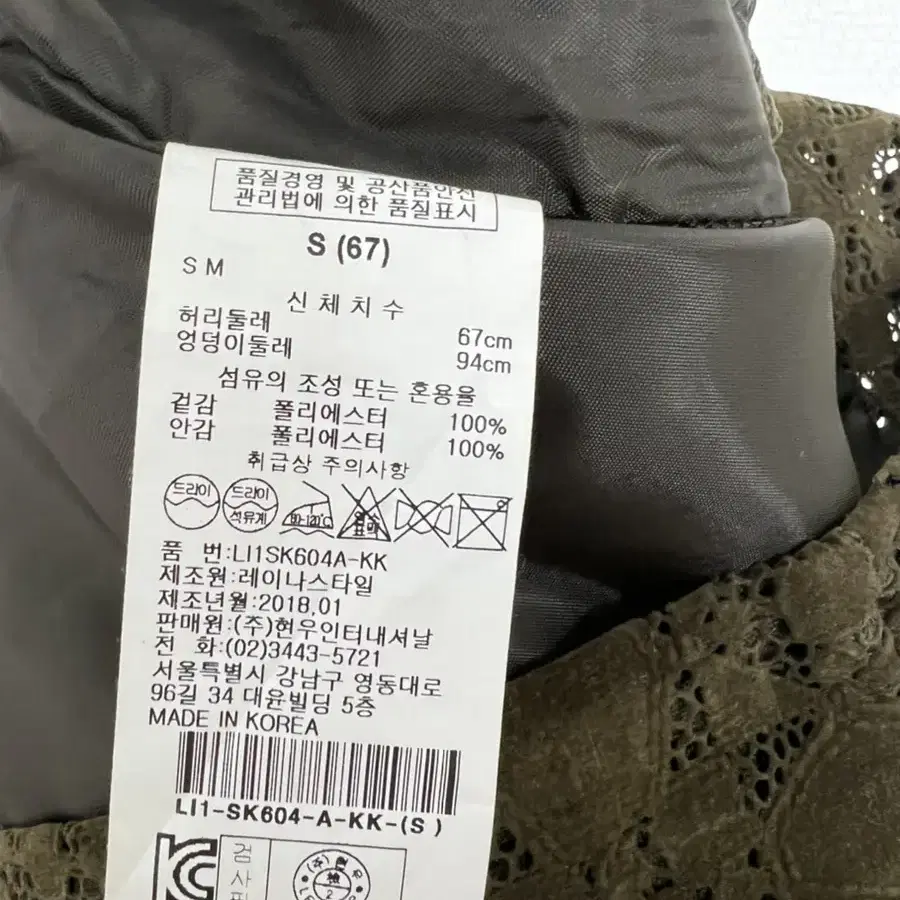 품질경영 및 공산품안전
관리법에 의한 품질표시
S (67)
S M
신체치수
허리둘레 67cm
엉덩이둘레 94cm
섬유의 조성 또는 혼용율
겉감 폴리에스터 100%
안감 폴리에스터 100%
취급상 주의사항
드라이 드라이 석유계 80-120℃ 염소 표백
품 번:LI1SK604A-KK
제조원:레이나스타일
제조년월:2018.01
판매원:(주)현우인터내셔날
전 화:(02)3443-5721
서울특별시 강남구 영동대로
96길 34 대윤빌딩 5층
MADE IN KOREA
LI1-SK604-A-KK-(S )
검
사